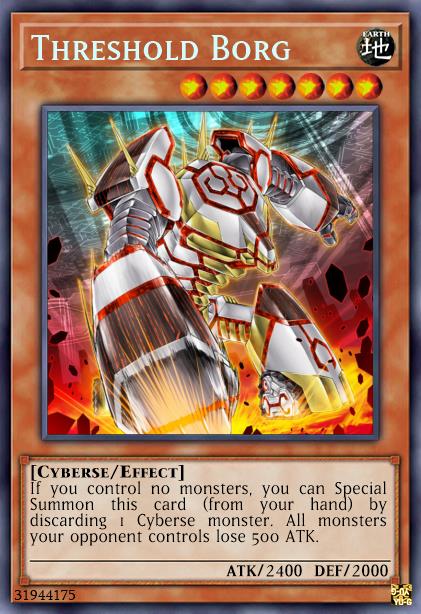 Threshold Borg
EARTH
地
[Cyberse/Effect]
If you control no monsters, you can Special
Summon this card (from your hand) by
discarding 1 Cyberse monster. All monsters
your opponent controls lose 500 ATK.
ATK/2400 DEF/2000
31944175